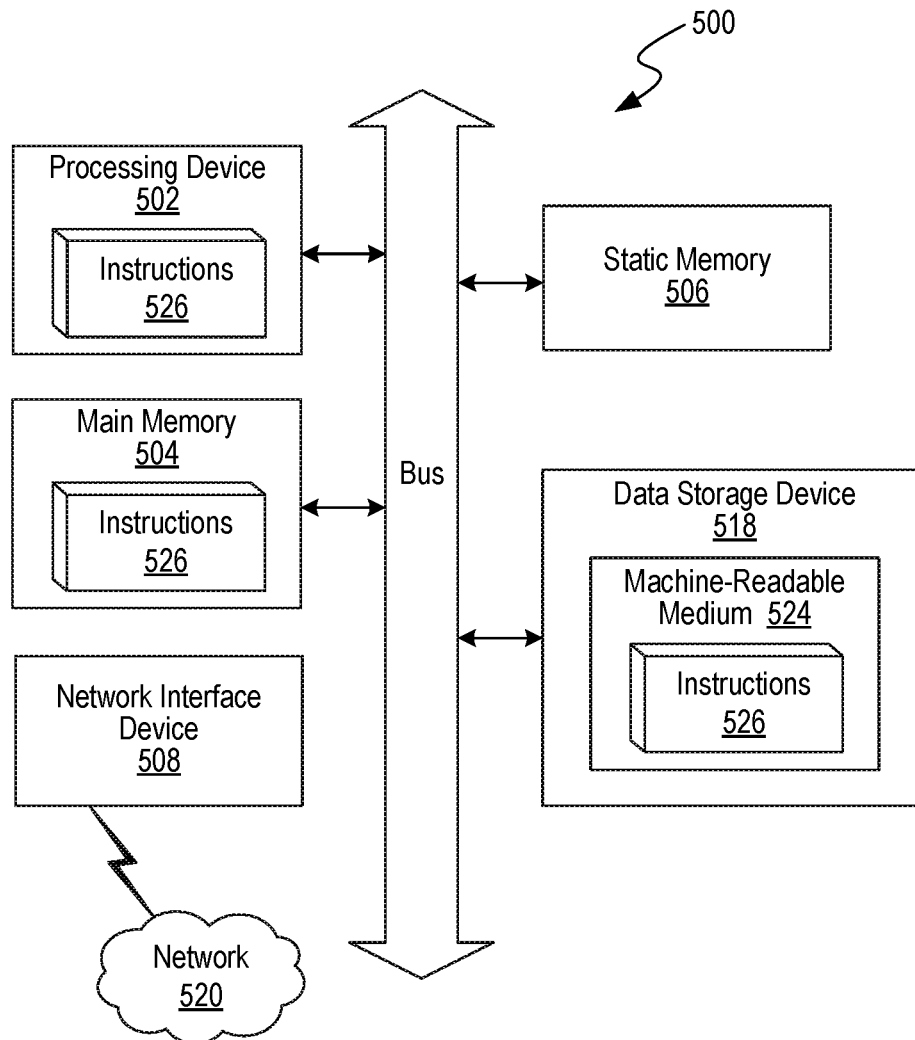 500
Processing Device
502
Instructions
526
Main Memory
504
Instructions
526
Network Interface
Device
508
Network
520
Bus
Static Memory
506
Data Storage Device
518
Machine-Readable
Medium 524
Instructions
526